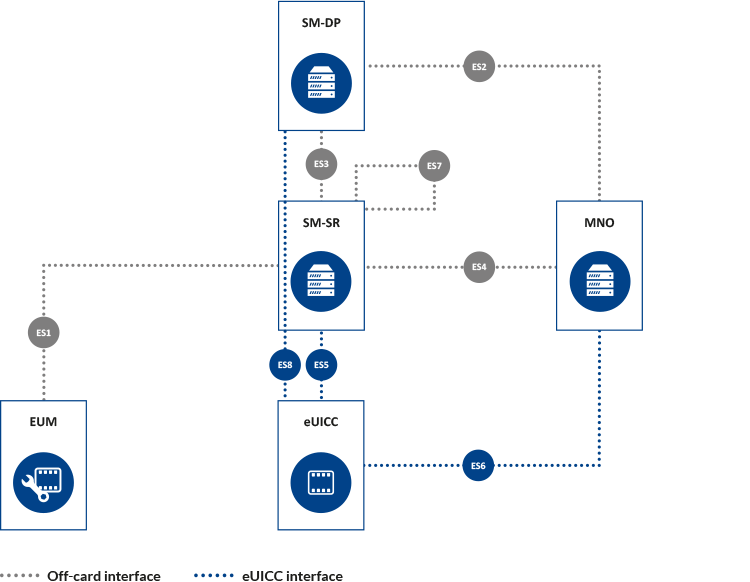 SM-DP
ES2
ES3
ES7
SM-SR
MNO
ES4
ES1
ES8
ES5
EUM
eUICC
ES6
Off-card interface
eUICC interface